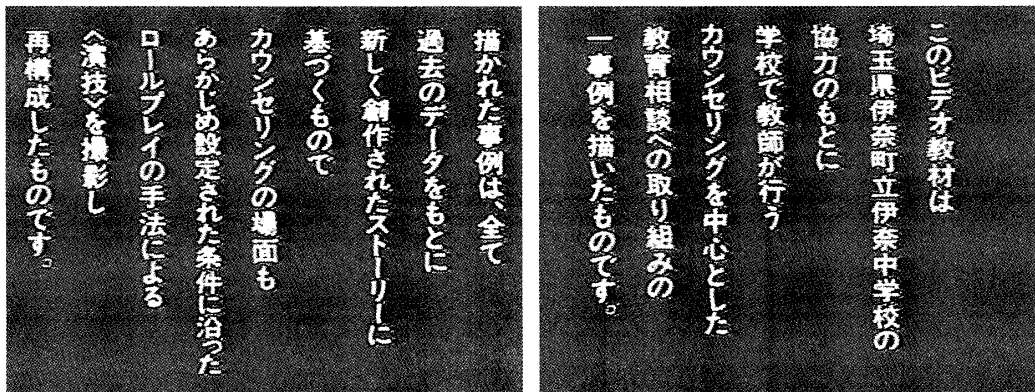 このビデオ教材は
埼玉県伊奈町立伊奈中学校の
協力のもとに
学校で教師が行う
カウンセリングを中心とした
教育相談への取り組みの
一事例を描いたものです。
描かれた事例は、全て
過去のデータをもとに
新しく創作されたストーリーに
基づくもので
カウンセリングの場面も
あらかじめ設定された条件に沿った
ロールプレイの手法による
〈演技〉を撮影し
再構成したものです。